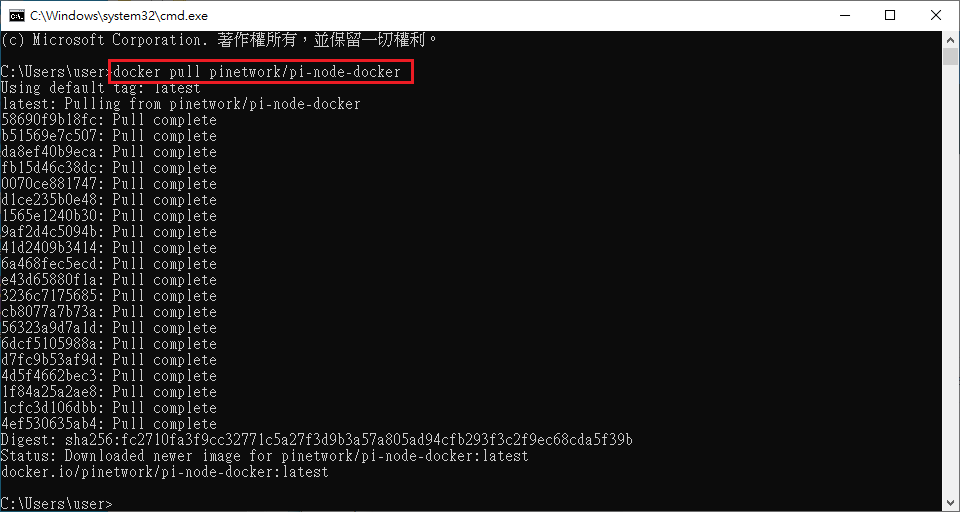 C:\Windows\system32\cmd.exe
(c) Microsoft Corporation. 著作權所有，並保留一切權利。
C:\Users\user>docker pull pinetwork/pi-node-docker
Using default tag: latest
latest: Pulling from pinetwork/pi-node-docker
58690f9b18fc: Pull complete
b51569e7c507: Pull complete
da8ef40b9eca: Pull complete
fb15d46c38dc: Pull complete
0070ce881747: Pull complete
d1ce235b0e48: Pull complete
1565e1240b30: Pull complete
9af2d4c5094b: Pull complete
41d2409b3414: Pull complete
6a468fec5ecd: Pull complete
e43d65880f1a: Pull complete
3236c7175685: Pull complete
cb8077a7b73a: Pull complete
56323a9d7a1d: Pull complete
6dcf5105988a: Pull complete
d7fc9b53af9d: Pull complete
4d5f4662bec3: Pull complete
1f84a25a2ae8: Pull complete
1cfc3d106dbb: Pull complete
4ef530635ab4: Pull complete
Digest: sha256:fc2710fa3f9cc32771c5a27f3d9b3a57a805ad94cfb293f3c2f9ec68cda5f39b
Status: Downloaded newer image for pinetwork/pi-node-docker:latest
docker.io/pinetwork/pi-node-docker:latest
C:\Users\user>